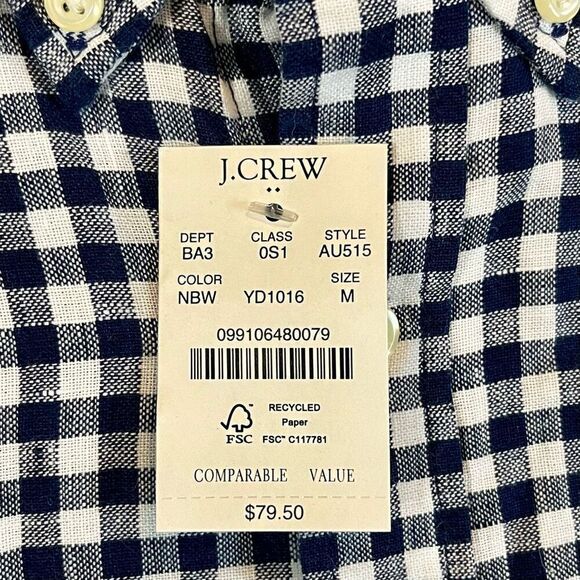 J.CREW
DEPT CLASS STYLE
BA3 0S1 AU515
COLOR SIZE
NBW YD1016 M
099106480079
RECYCLED
Paper
FSC FSC™ C117781
COMPARABLE VALUE
$79.50